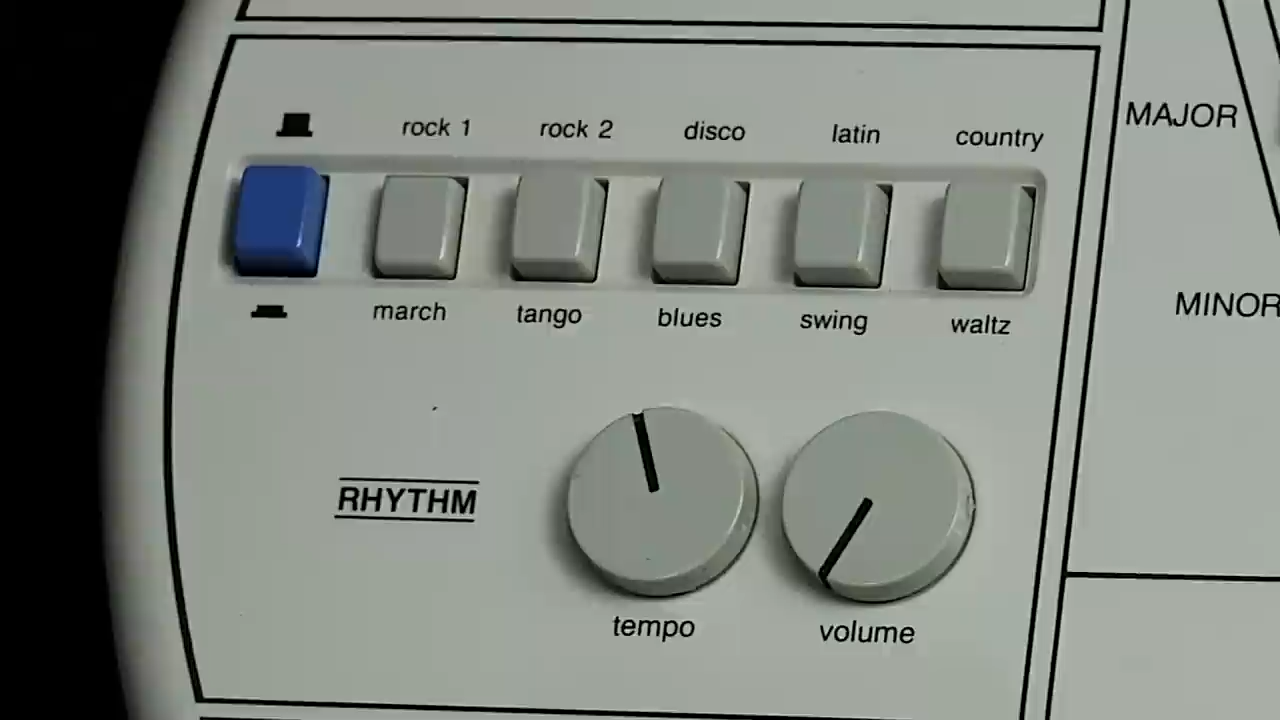 rock 1 rock 2 disco latin country
MAJOR
march tango blues swing waltz
MINOR
RHYTHM
tempo volume